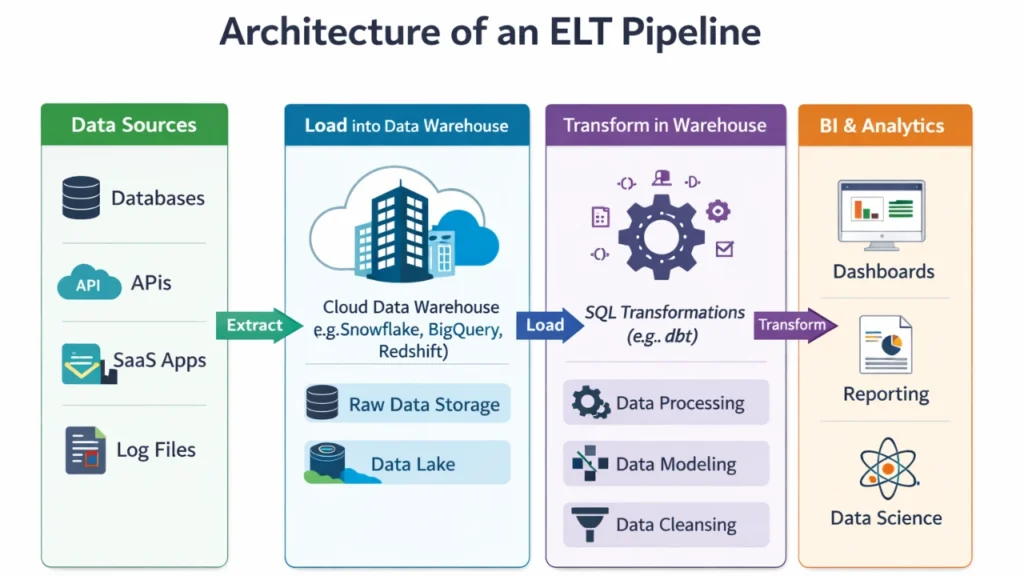 Architecture of an ELT Pipeline
Data Sources
Databases
API
APis
SaaS Apps
Log Files
Extract
Load into Data Warehouse
Cloud Data Warehouse
e.g.Snowflake, BigQuery,
Redshift)
Raw Data Storage
Data Lake
Load
Transform in Warehouse
SQL Transformations
(e.g.. dbt)
Data Processing
Data Modeling
Data Cleansing
Transform
BI & Analytics
Dashboards
Reporting
Data Science